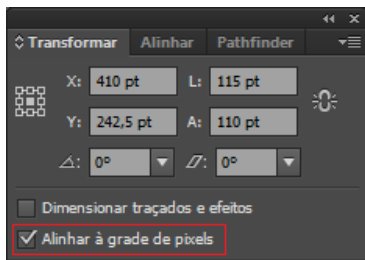 Transformar Alinhar Pathfinder
X: 410 pt L: 115 pt
Y: 242,5 pt A: 110 pt
0° 0°
Dimensionar traçados e efeitos
Alinhar à grade de pixels